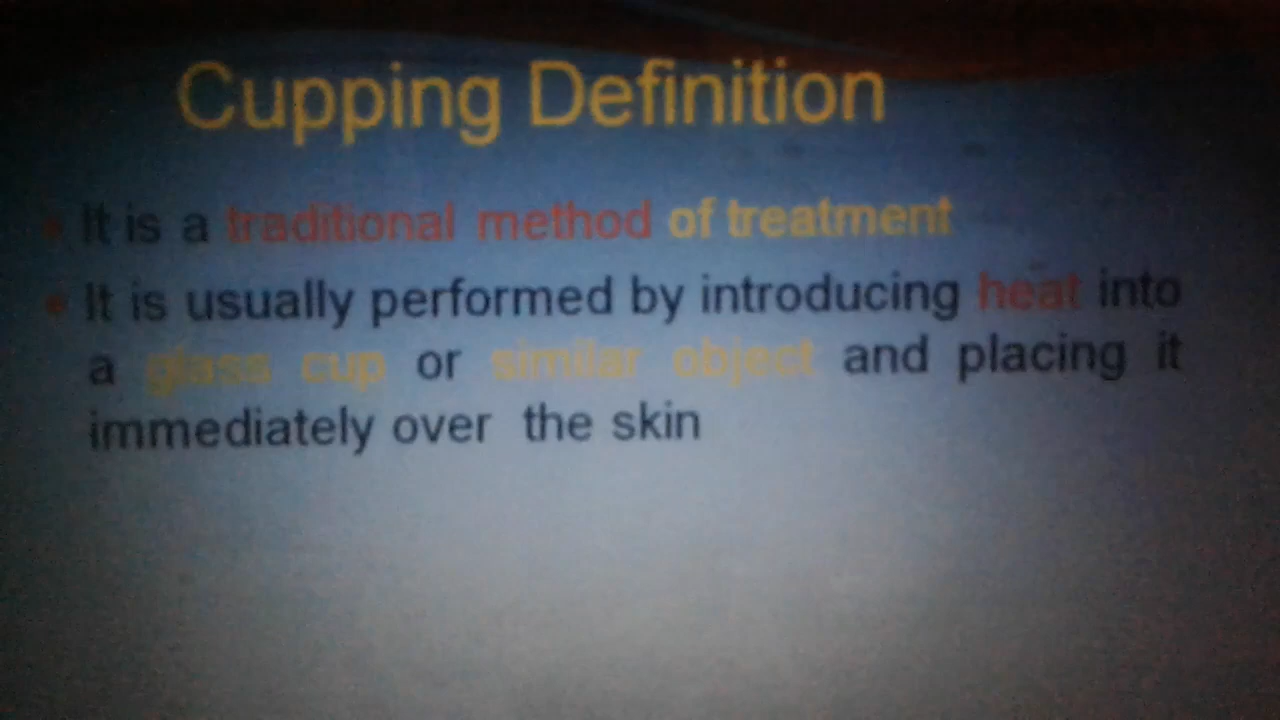 Cupping Definition
It is a traditional method of treatment
It is usually performed by introducing heat into
a glass cup or similar object and placing it
immediately over the skin